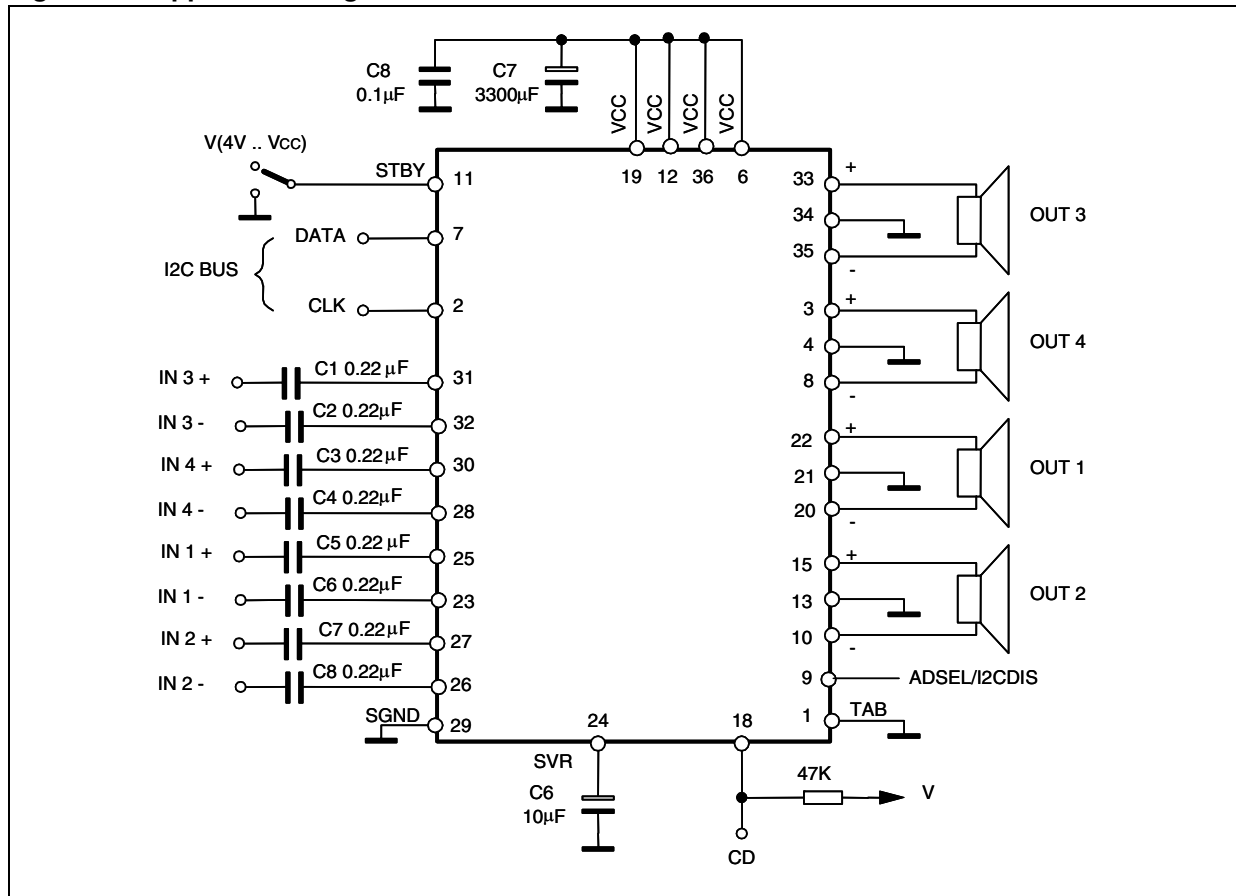 C8
0.1µF
C7
3300µF
VCC
VCC
VCC
VCC
V(4V .. VCC)
STBY
11
19
12
36
6
33
+
34
35
-
OUT 3
DATA
7
I2C BUS
CLK
2
3
+
4
8
-
OUT 4
IN 3 +
C1 0.22 µF
31
IN 3 -
C2 0.22µF
32
IN 4 +
C3 0.22 µF
30
IN 4 -
C4 0.22µF
28
IN 1 +
C5 0.22 µF
25
IN 1 -
C6 0.22µF
23
IN 2 +
C7 0.22 µF
27
IN 2 -
C8 0.22µF
26
SGND
29
22
+
21
20
-
OUT 1
15
+
13
10
-
OUT 2
9
ADSEL/I2CDIS
1
TAB
24
SVR
C6
10µF
18
47K
V
CD